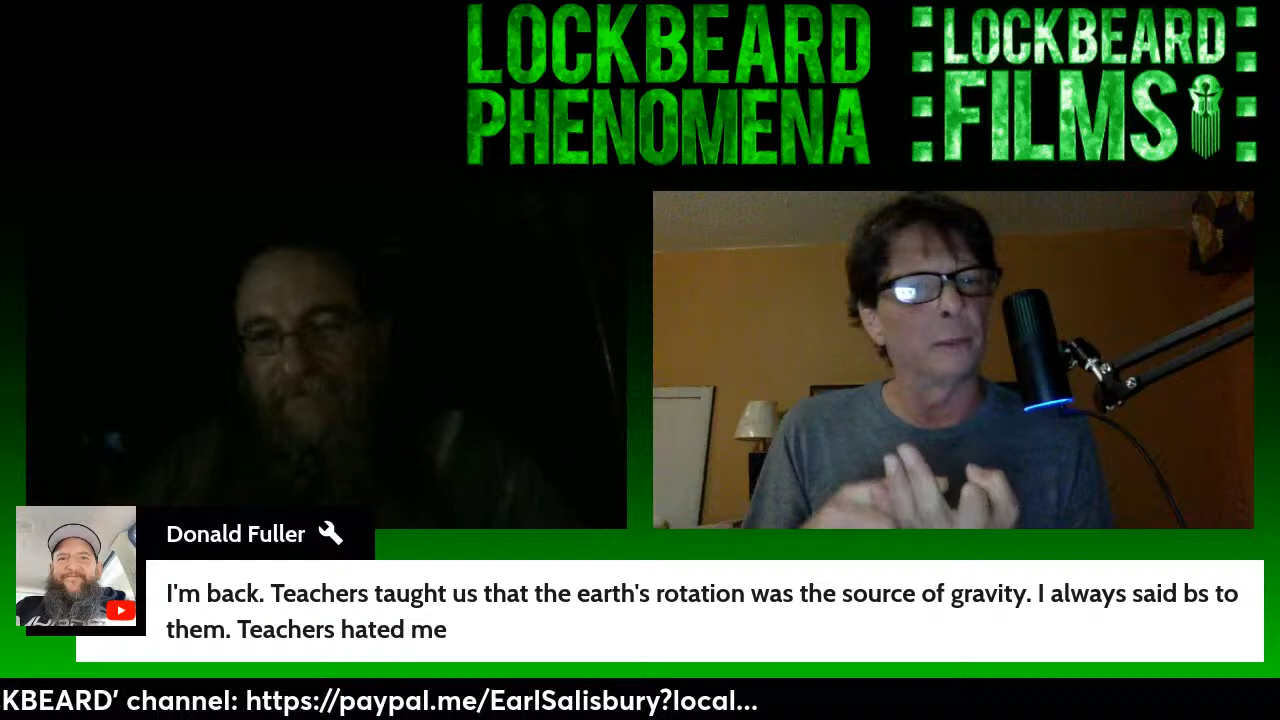 LOCKBEARD
PHENOMENA
LOCKBEARD
FILMS
Donald Fuller
I'm back. Teachers taught us that the earth's rotation was the source of gravity. I always said bs to
them. Teachers hated me
KBEARD' channel: https://paypal.me/EarlSalisbury?local...